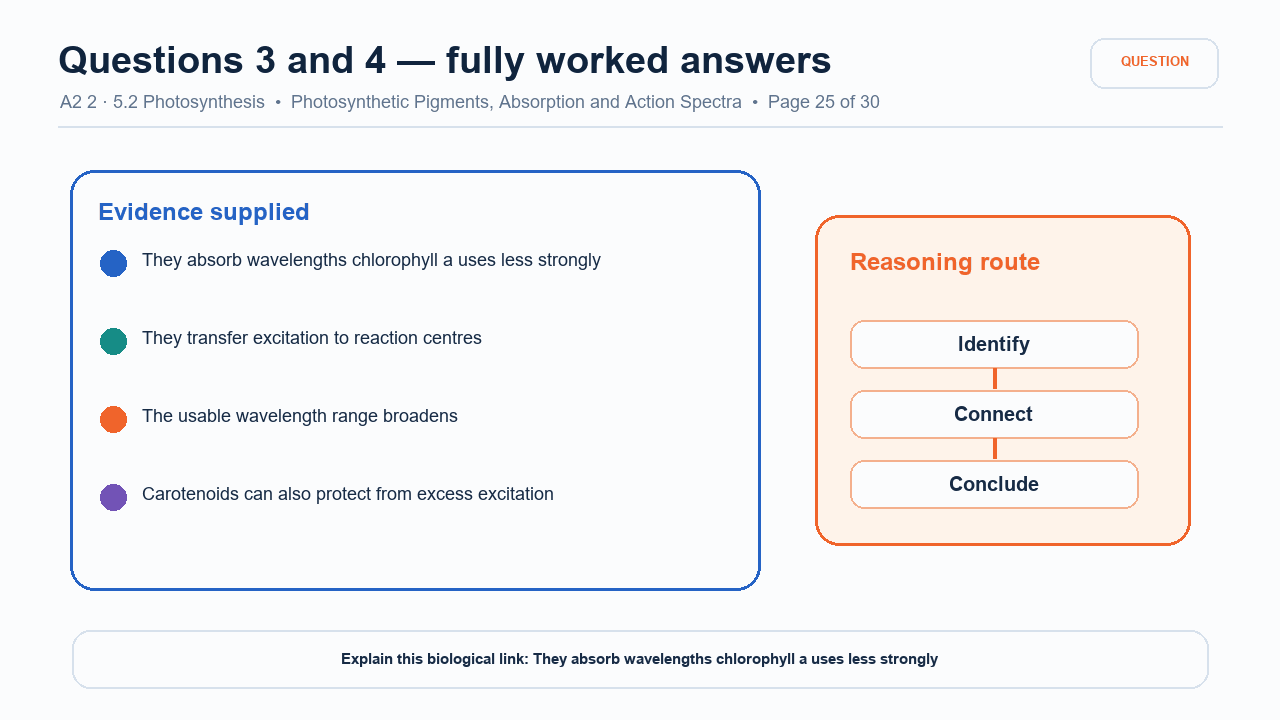 Questions 3 and 4 — fully worked answers
QUESTION
A2 2 · 5.2 Photosynthesis • Photosynthetic Pigments, Absorption and Action Spectra • Page 25 of 30
Evidence supplied
They absorb wavelengths chlorophyll a uses less strongly
They transfer excitation to reaction centres
The usable wavelength range broadens
Carotenoids can also protect from excess excitation
Reasoning route
Identify
Connect
Conclude
Explain this biological link: They absorb wavelengths chlorophyll a uses less strongly